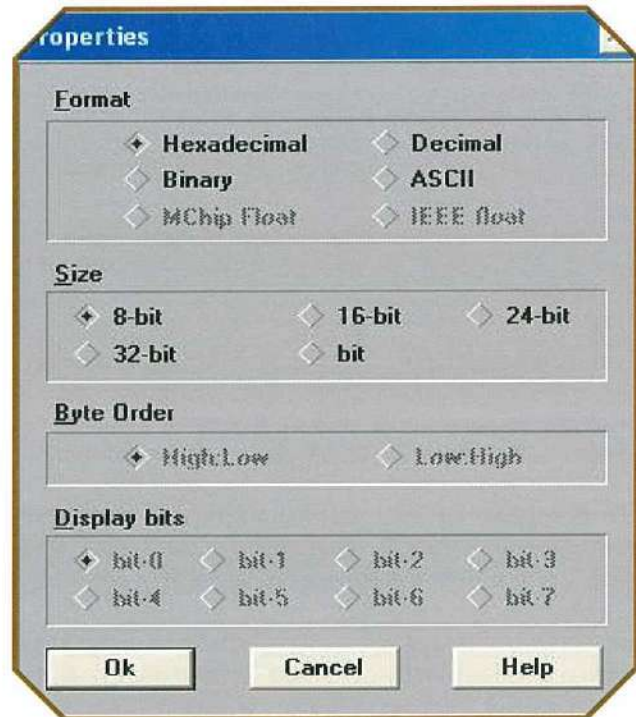 roperties
Format
Hexadecimal Decimal
Binary ASCII
MChip Float IEEE float
Size
8-bit 16-bit 24-bit
32-bit bit
Byte Order
High:Low Low:High
Display bits
bit-0 bit-1 bit-2 bit-3
bit-4 bit-5 bit-6 bit-7
Ok Cancel Help